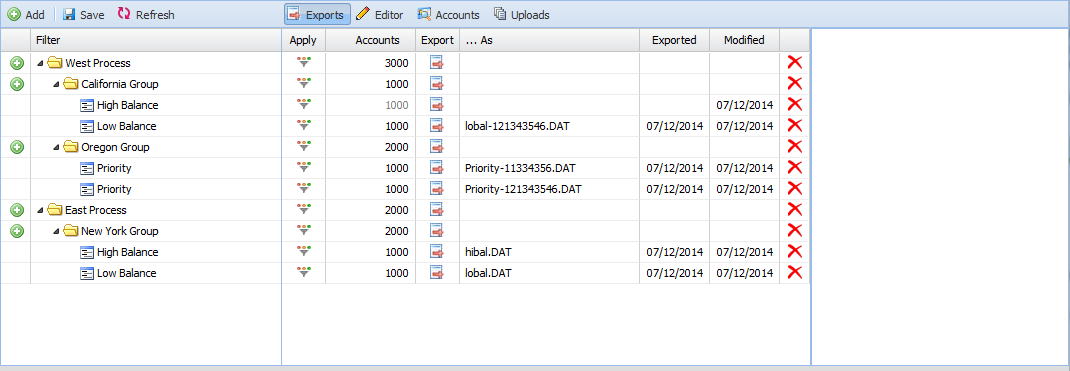 Add Save Refresh Exports Editor Accounts Uploads
Filter Apply Accounts Export ... As Exported Modified
West Process 3000
California Group 1000
High Balance 1000 07/12/2014
Low Balance 1000 lobal-121343546.DAT 07/12/2014 07/12/2014
Oregon Group 2000
Priority 1000 Priority-11334356.DAT 07/12/2014 07/12/2014
Priority 1000 Priority-121343546.DAT 07/12/2014 07/12/2014
East Process 2000
New York Group 2000
High Balance 1000 hibal.DAT 07/12/2014 07/12/2014
Low Balance 1000 lobal.DAT 07/12/2014 07/12/2014